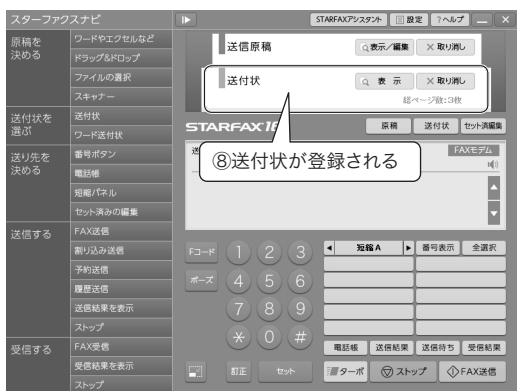 スターファクスナビ
STARFAXアシスタント
設定
?ヘルプ
原稿を
決める
ワードやエクセルなど
ドラッグ&ドロップ
ファイルの選択
スキャナー
送付状を
選ぶ
送付状
ワード送付状
送り先を
決める
番号ボタン
電話帳
短縮パネル
セット済みの編集
送信する
FAX送信
割り込み送信
予約送信
履歴送信
送信結果を表示
ストップ
受信する
FAX受信
受信結果を表示
ストップ
送信原稿
表示/編集
×取り消し
送付状
表 示
×取り消し
総ページ数:3枚
STARFAX 16
原稿
送付状
セット済編集
FAXモデム
⑧送付状が登録される
Fコード
1 2 3
ポーズ
4 5 6
7 8 9
* 0 #
訂正
セット
短縮A
番号表示
全選択
電話帳
送信結果
送信待ち
受信結果
ターボ
ストップ
FAX送信